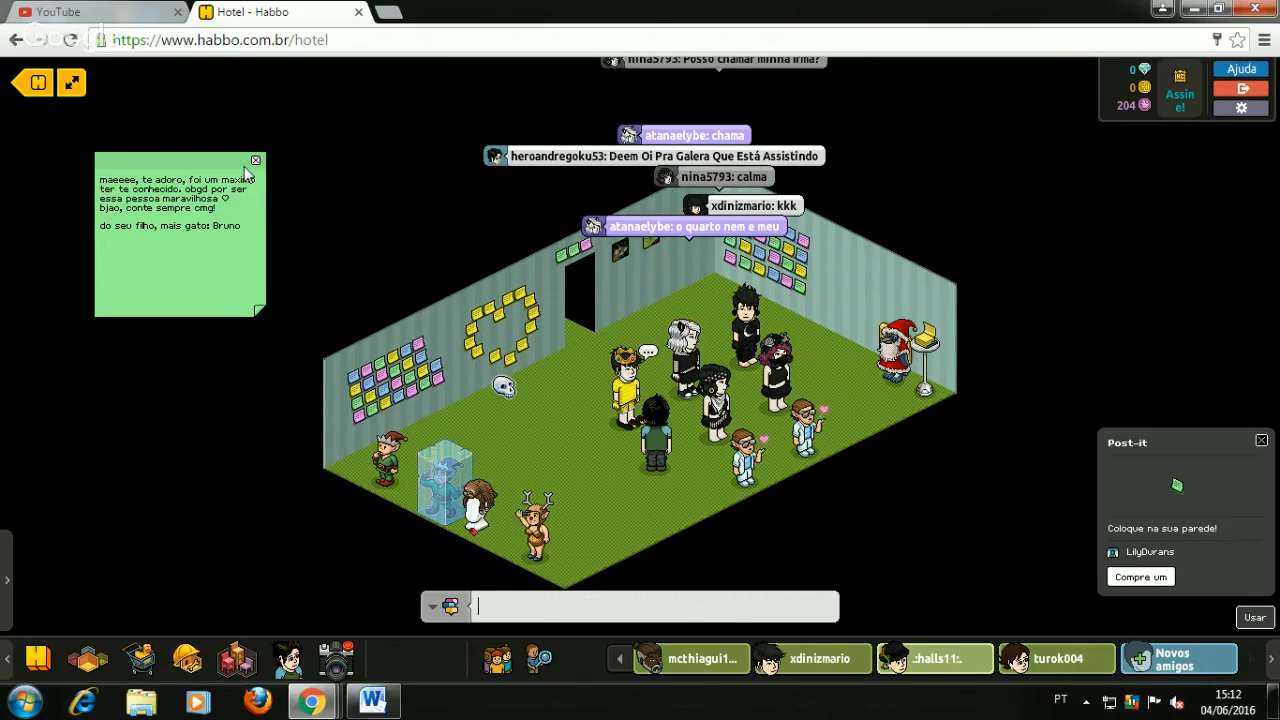 YouTube
Hotel - Habbo
https://www.habbo.com.br/hotel
nina5793: Posso chamar minha irma?
0
0
204
Assin
e!
Ajuda
atanaelybe: chama
heroandregoku53: Deem Oi Pra Galera Que Está Assistindo
nina5793: calma
xdinizmario: kkk
atanaelybe: o quarto nem e meu
maeeee, te adoro, foi um maximo
ter te conhecido. obgd por ser
essa pessoa maravilhosa ♡
bjao, conte sempre cmg!
do seu filho, mais gato: Bruno
Post-it
Coloque na sua parede!
LilyDurans
Compre um
Usar
mcthiagui1...
xdinizmario
.:halls11:.
turok004
Novos
amigos
PT
15:12
04/06/2016